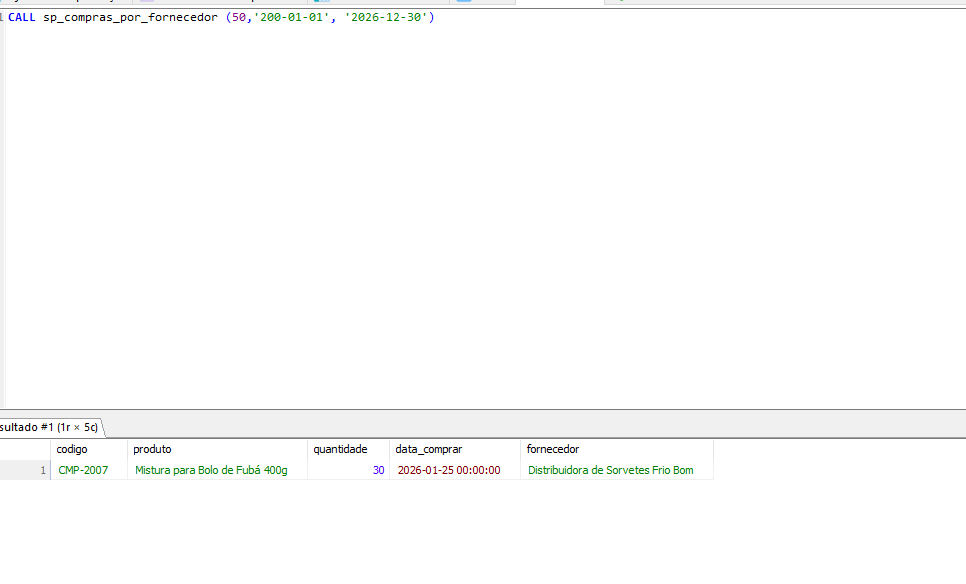 1 CALL sp_compras_por_fornecedor (50,'200-01-01', '2026-12-30')
sultado #1 (1r × 5c)
codigo produto quantidade data_comprar fornecedor
1 CMP-2007 Mistura para Bolo de Fubá 400g 30 2026-01-25 00:00:00 Distribuidora de Sorvetes Frio Bom